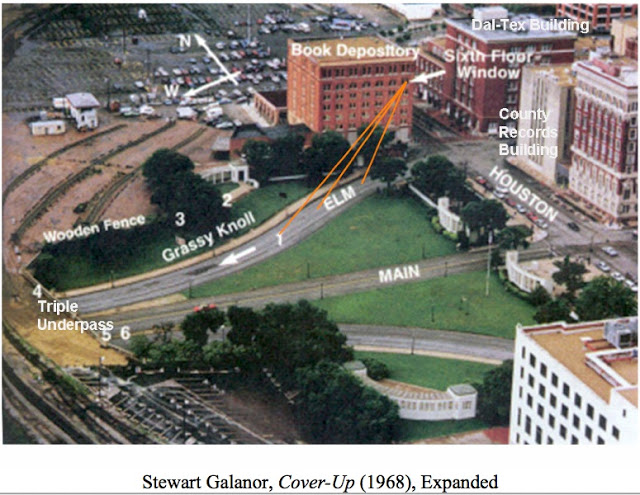 Dal-Tex Building
N
Book Depository
Sixth Floor
Window
W
County
Records
Building
HOUSTON
ELM
2
3
Wooden Fence
Grassy Knoll
1
MAIN
4
Triple
Underpass
5 6
Stewart Galanor, Cover-Up (1968), Expanded